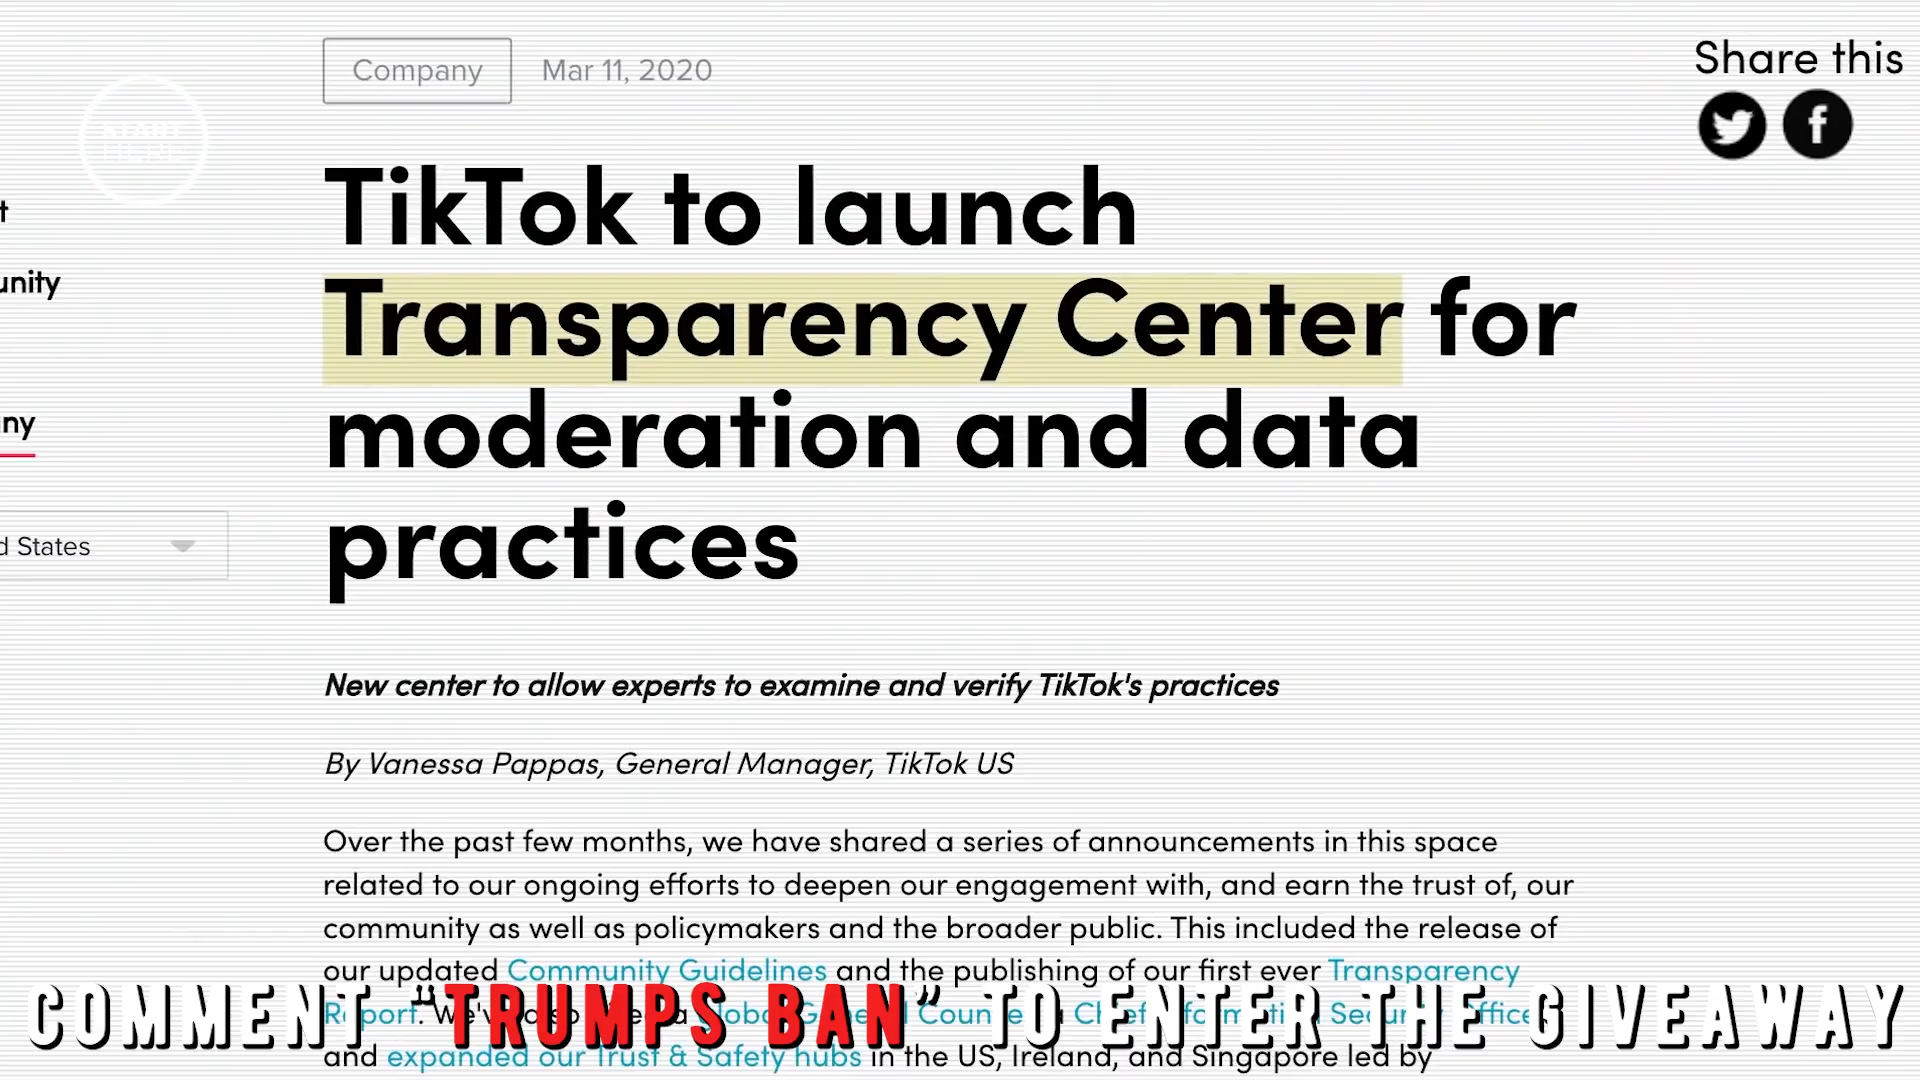 Company Mar 11, 2020
Share this
START
HERE
TikTok to launch
Transparency Center for
moderation and data
practices
t
unity
ny
d States
New center to allow experts to examine and verify TikTok's practices
By Vanessa Pappas, General Manager, TikTok US
Over the past few months, we have shared a series of announcements in this space
related to our ongoing efforts to deepen our engagement with, and earn the trust of, our
community as well as policymakers and the broader public. This included the release of
our updated Community Guidelines and the publishing of our first ever Transparency
COMMENT "TRUMPS BAN" TO ENTER THE GIVEAWAY
and expanded our Trust & Safety hubs in the US, Ireland, and Singapore led by